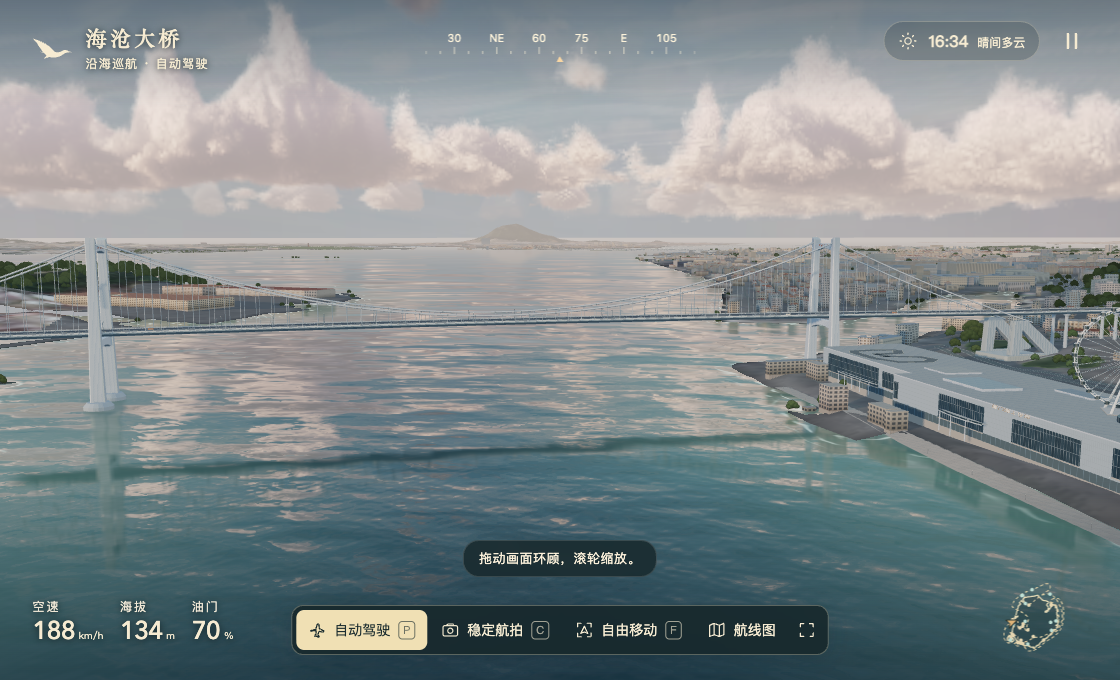 海沧大桥
沿海巡航 · 自动驾驶
30 NE 60 75 E 105
16:34 晴间多云
拖动画面环顾，滚轮缩放。
空速 海拔 油门
188 km/h 134 m 70 %
自动驾驶 P 稳定航拍 C 自由移动 F 航线图